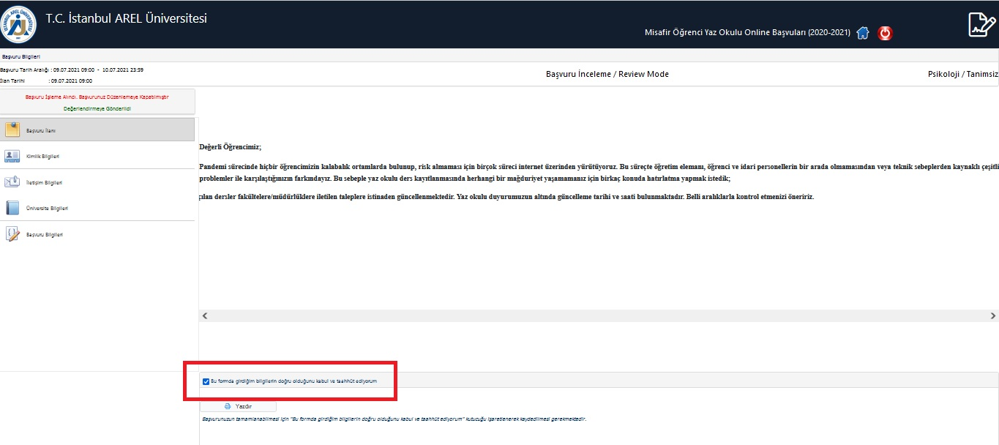 T.C. İstanbul AREL Üniversitesi
Misafir Öğrenci Yaz Okulu Online Başvuları (2020-2021)
Başvuru Bilgileri
Başvuru Tarih Aralığı : 09.07.2021 09:00 - 10.07.2021 23:59
İlan Tarihi : 09.07.2021 09:00
Başvuru İnceleme / Review Mode
Psikoloji / Tanimsiz
Başvuru İşleme Alındı. Başvurunuz Düzenlemeye Kapatılmıştır
Değerlendirmeye Gönderildi
Başvuru İlanı
Kimlik Bilgileri
İletişim Bilgileri
Üniversite Bilgileri
Başvuru Bilgileri
Değerli Öğrencimiz;
Pandemi sürecinde hiçbir öğrencimizin kalabalık ortamlarda bulunup, risk almaması için birçok süreci internet üzerinden yürütüyoruz. Bu süreçte öğretim elemanı, öğrenci ve idari personellerin bir arada olmamasından veya teknik sebeplerden kaynaklı çeşitli
problemler ile karşılaştığınızın farkındayız. Bu sebeple yaz okulu ders kayıtlanmasında herhangi bir mağduriyet yaşamamanız için birkaç konuda hatırlatma yapmak istedik;
çılan dersler fakültelere/müdürlüklere iletilen taleplere istinaden güncellenmektedir. Yaz okulu duyurumuzun altında güncelleme tarihi ve saati bulunmaktadır. Belli aralıklarla kontrol etmenizi öneririz.
Bu formda girdiğim bilgilerin doğru olduğunu kabul ve taahhüt ediyorum
Yazdır
Başvurunuzun tamamlanabilmesi için "Bu formda girdiğim bilgilerin doğru olduğunu kabul ve taahhüt ediyorum" kutucuğu işaretlenerek kaydedilmesi gerekmektedir.